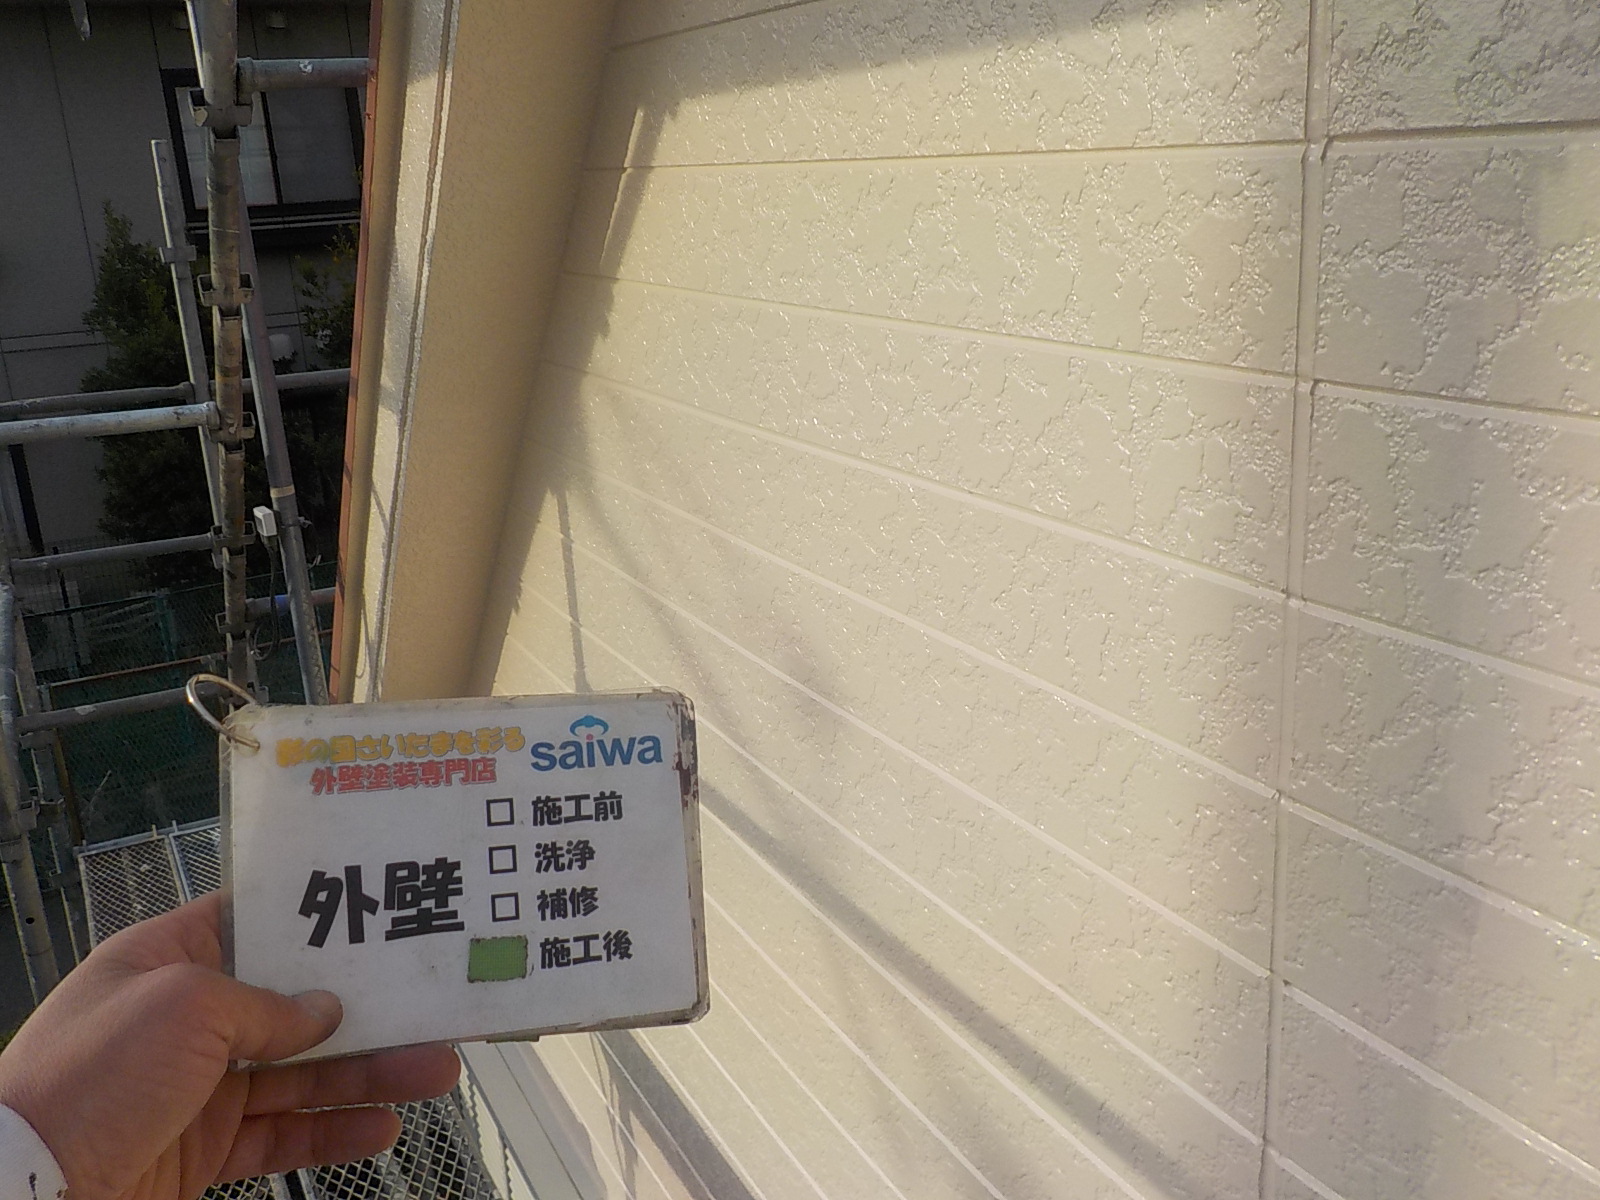 彩の国さいたまを彩る
外壁塗装専門店
saiwa
外壁
□ 施工前
□ 洗浄
□ 補修
施工後